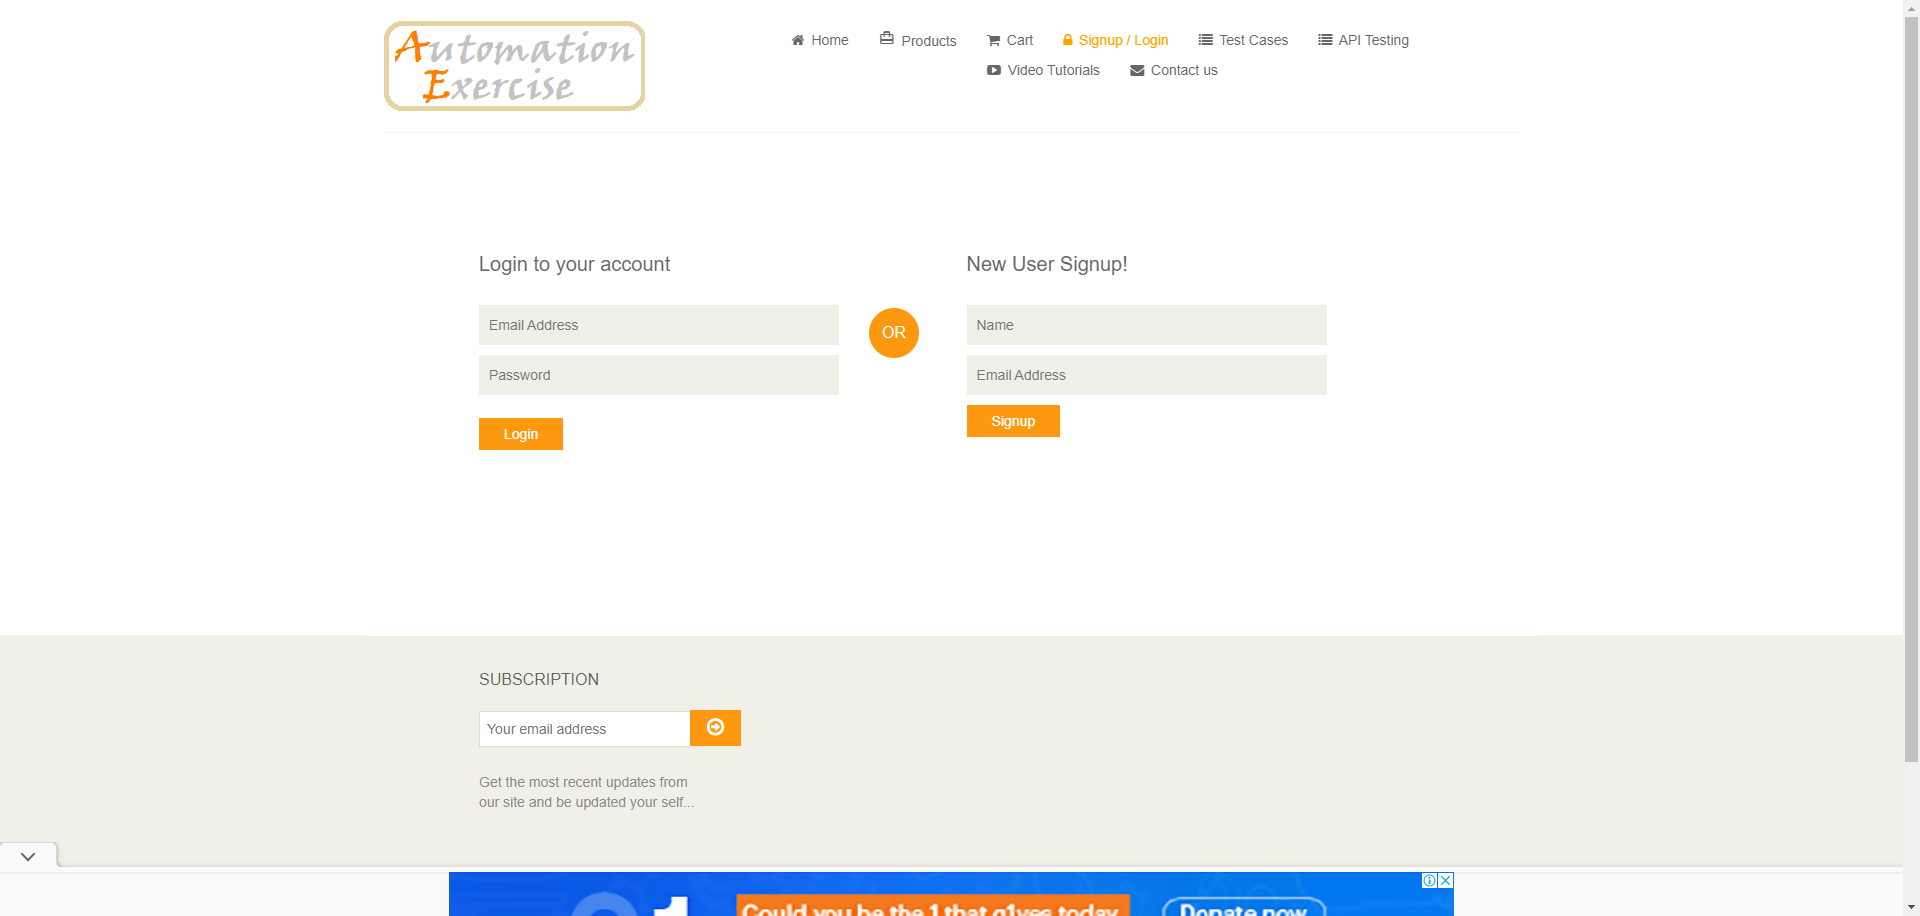 Automation
Exercise
Home
Products
Cart
Signup / Login
Test Cases
API Testing
Video Tutorials
Contact us
Login to your account
New User Signup!
Email Address
Password
Login
OR
Name
Email Address
Signup
SUBSCRIPTION
Your email address
Get the most recent updates from
our site and be updated your self...
Could you be the 1 that g1ves today
Donate now